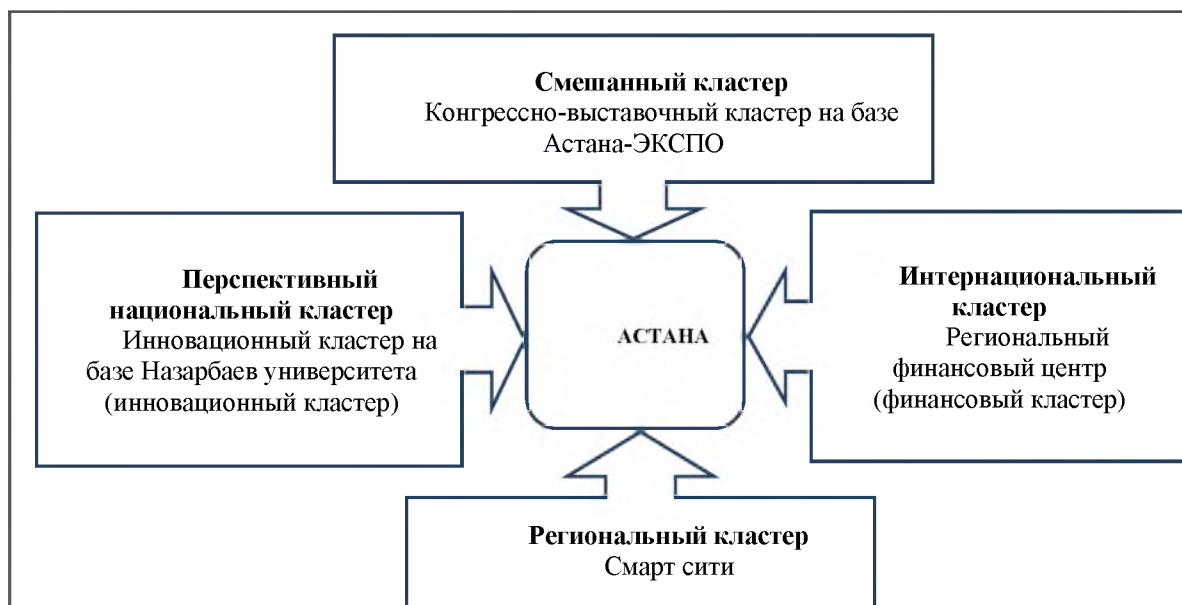 Смешанный кластер
Конгрессно-выставочный кластер на базе
Астана-ЭКСПО
Перспективный
национальный кластер
Инновационный кластер на
базе Назарбаев университета
(инновационный кластер)
АСТАНА
Интернациональный
кластер
Региональный
финансовый центр
(финансовый кластер)
Региональный кластер
Смарт сити